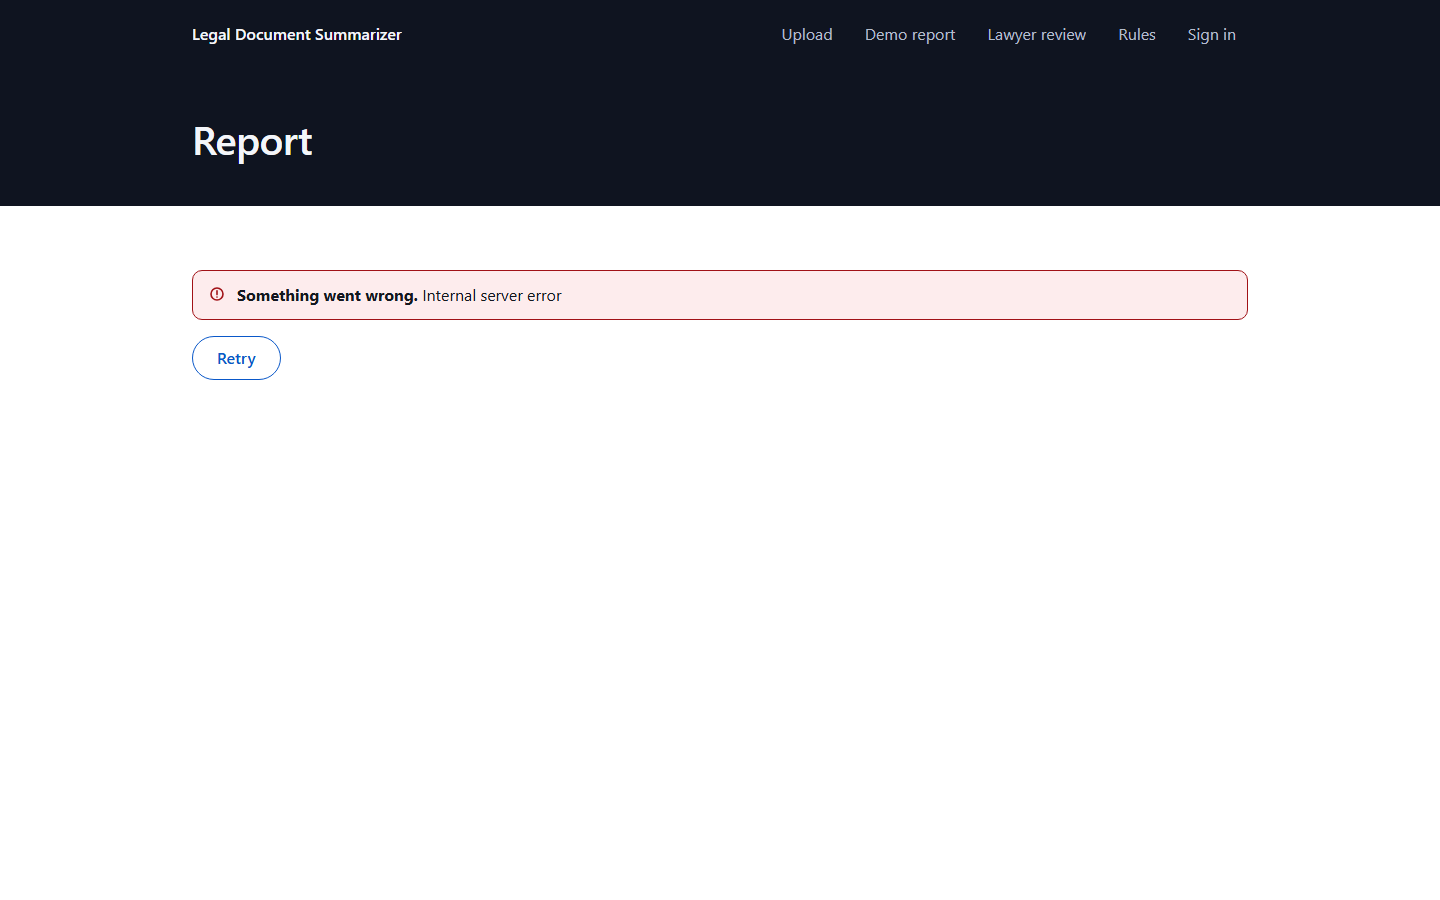 Legal Document Summarizer
Upload Demo report Lawyer review Rules Sign in
Report
Something went wrong. Internal server error
Retry